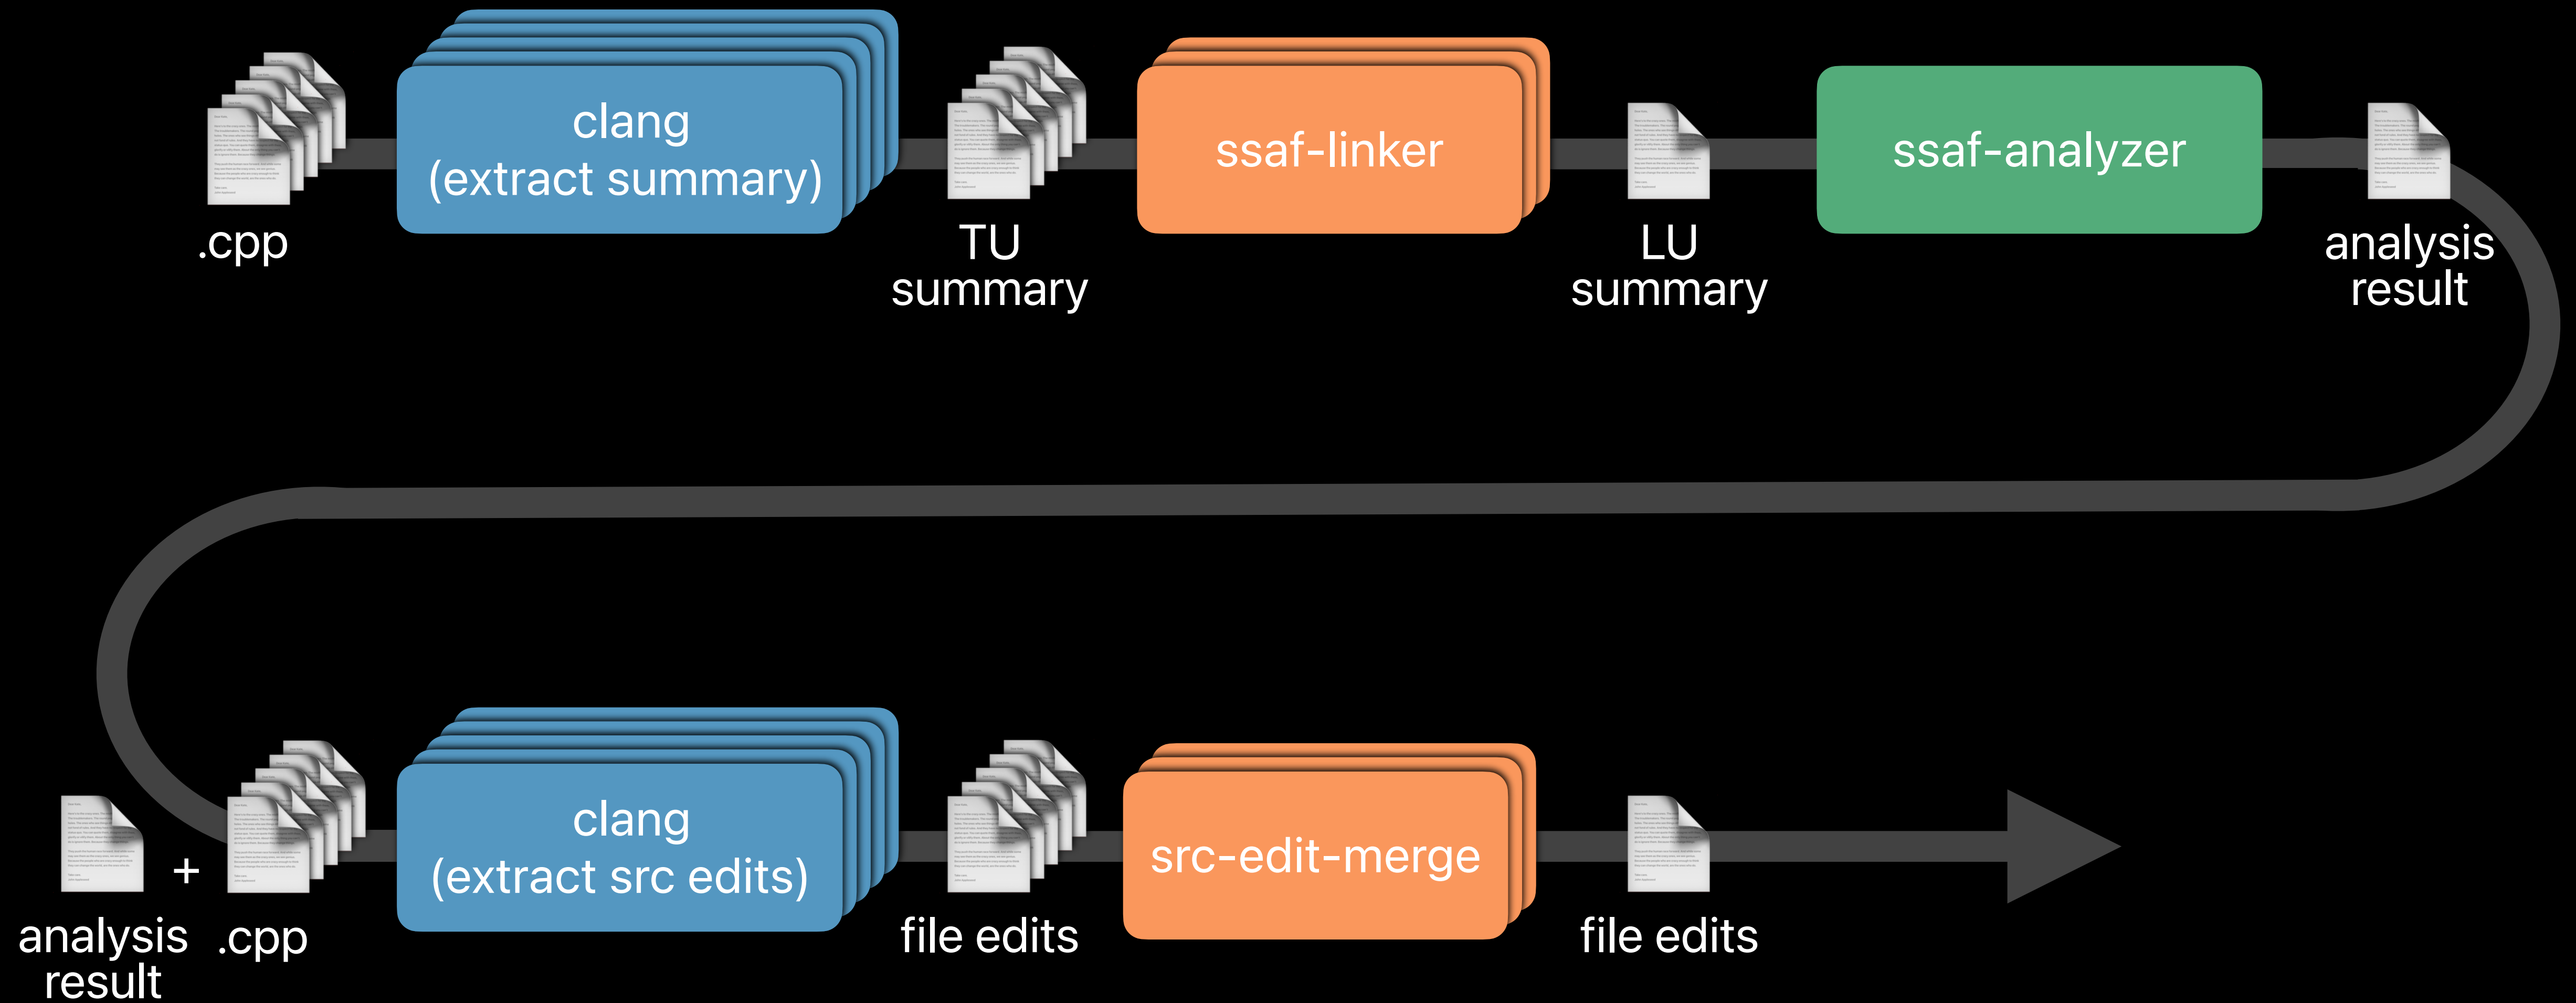 clang
(extract summary)
ssaf-linker
ssaf-analyzer
.cpp
TU
summary
LU
summary
analysis
result
clang
(extract src edits)
src-edit-merge
+
analysis
result
.cpp
file edits
file edits